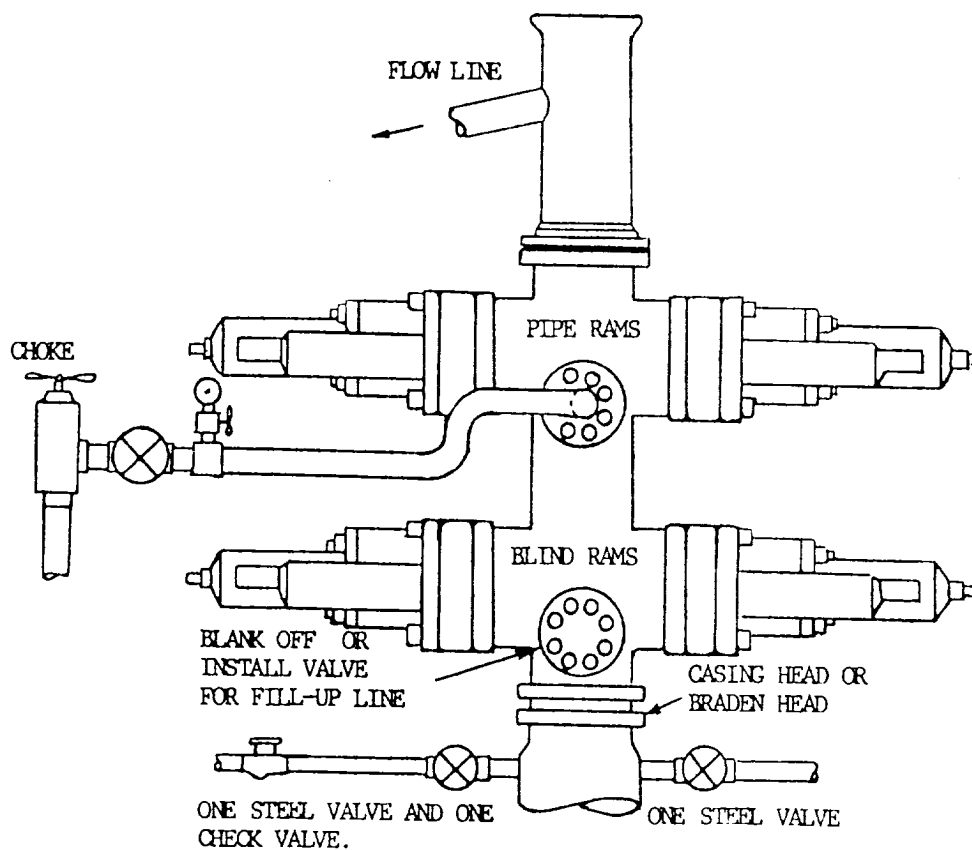 FLOW LINE
PIPE RAMS
CHOKE
BLIND RAMS
BLANK OFF OR
INSTALL VALVE
FOR FILL-UP LINE
CASING HEAD OR
BRADEN HEAD
ONE STEEL VALVE AND ONE
CHECK VALVE.
ONE STEEL VALVE